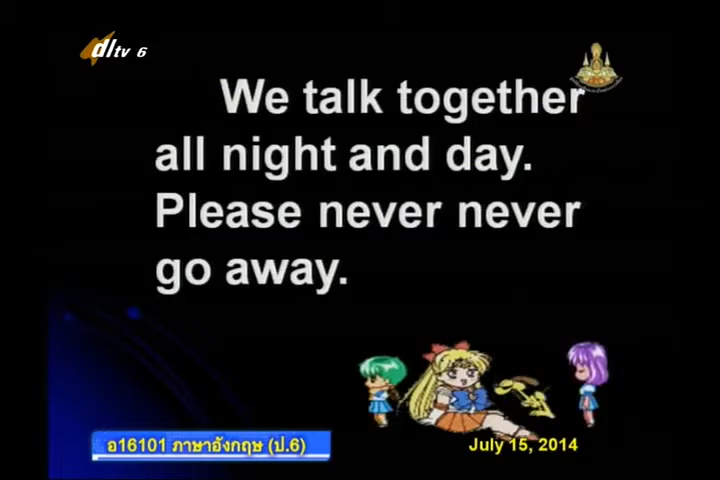 dltv 6
We talk together
all night and day.
Please never never
go away.
อ16101 ภาษาอังกฤษ (ป.6)
July 15, 2014